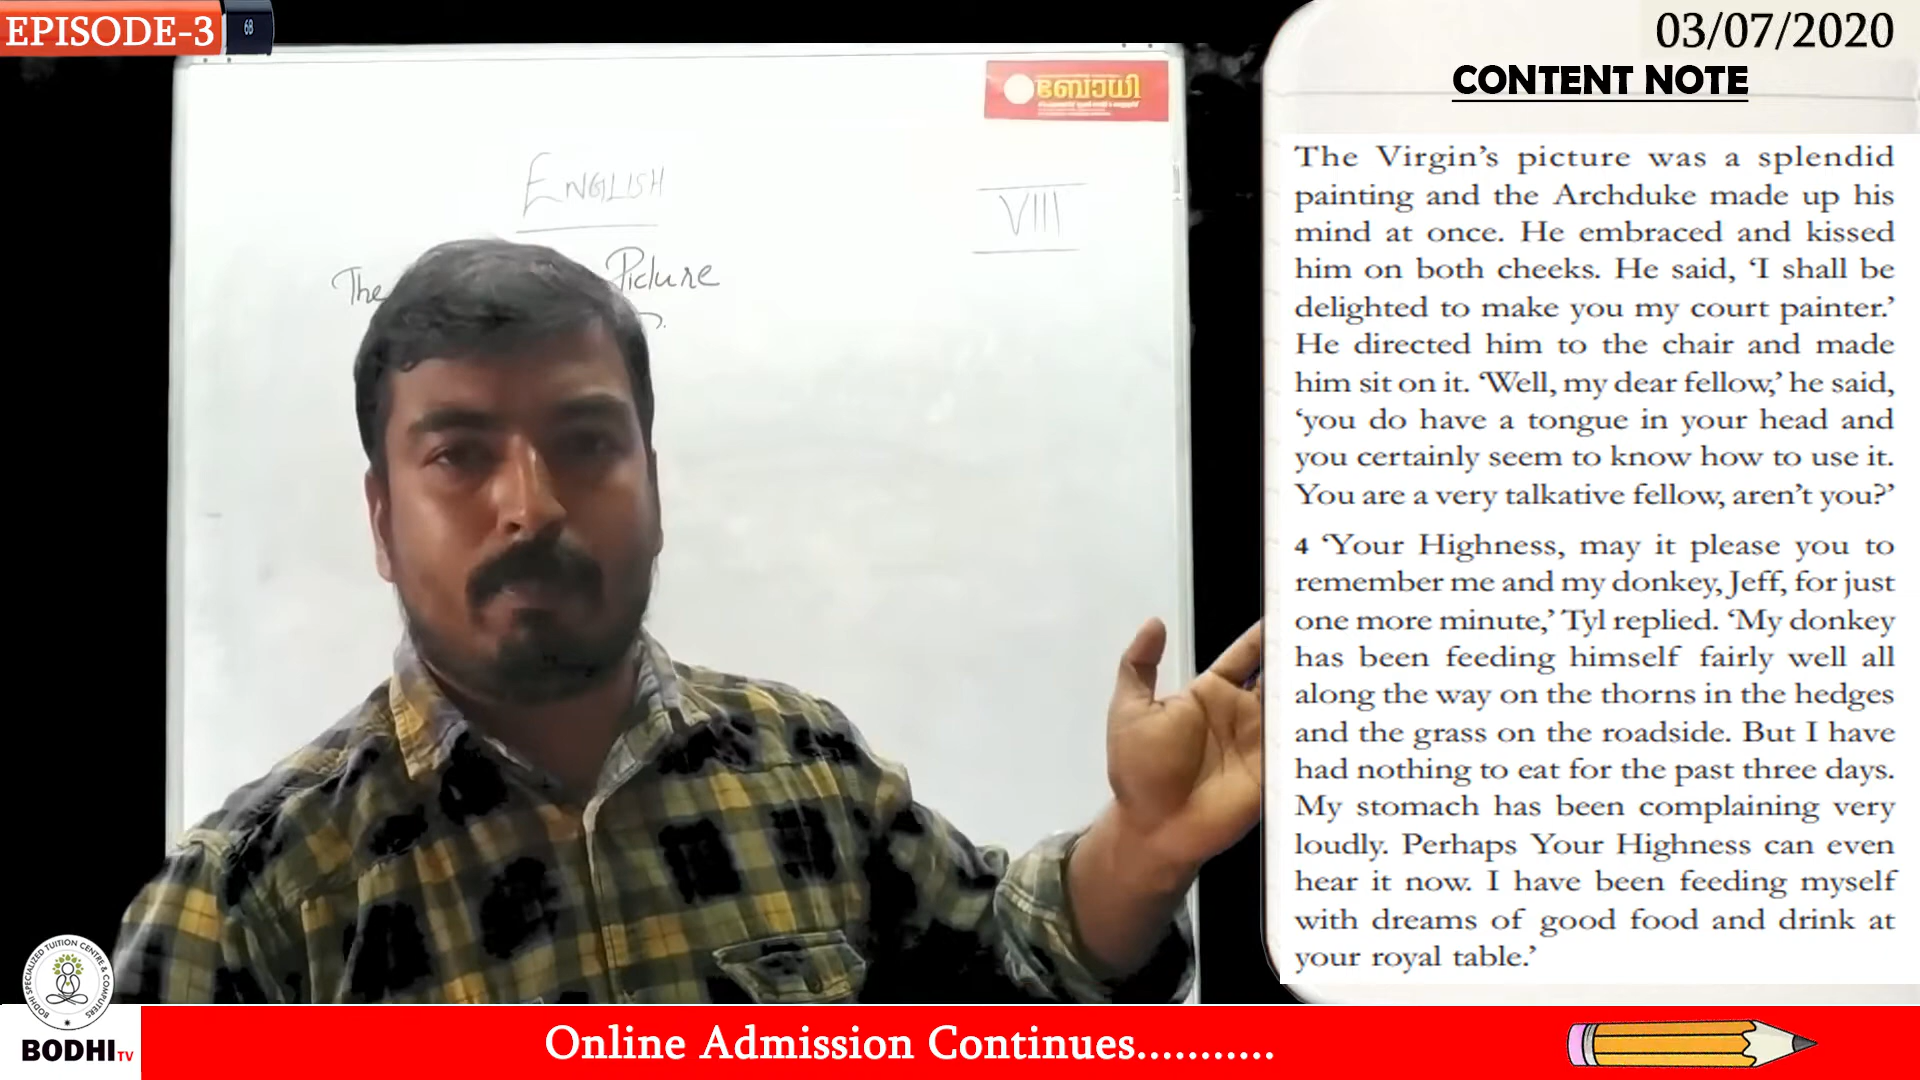 EPISODE-3
68
ബോധി
ENGLISH
VIII
The Picture
03/07/2020
CONTENT NOTE
The Virgin's picture was a splendid
painting and the Archduke made up his
mind at once. He embraced and kissed
him on both cheeks. He said, 'I shall be
delighted to make you my court painter.'
He directed him to the chair and made
him sit on it. 'Well, my dear fellow,' he said,
'you do have a tongue in your head and
you certainly seem to know how to use it.
You are a very talkative fellow, aren't you?'
4 'Your Highness, may it please you to
remember me and my donkey, Jeff, for just
one more minute,' Tyl replied. 'My donkey
has been feeding himself fairly well all
along the way on the thorns in the hedges
and the grass on the roadside. But I have
had nothing to eat for the past three days.
My stomach has been complaining very
loudly. Perhaps Your Highness can even
hear it now. I have been feeding myself
with dreams of good food and drink at
your royal table.'
BODHI SPECIALIZED TUITION CENTRE & COMPUTERS
BODHI TV
Online Admission Continues...........